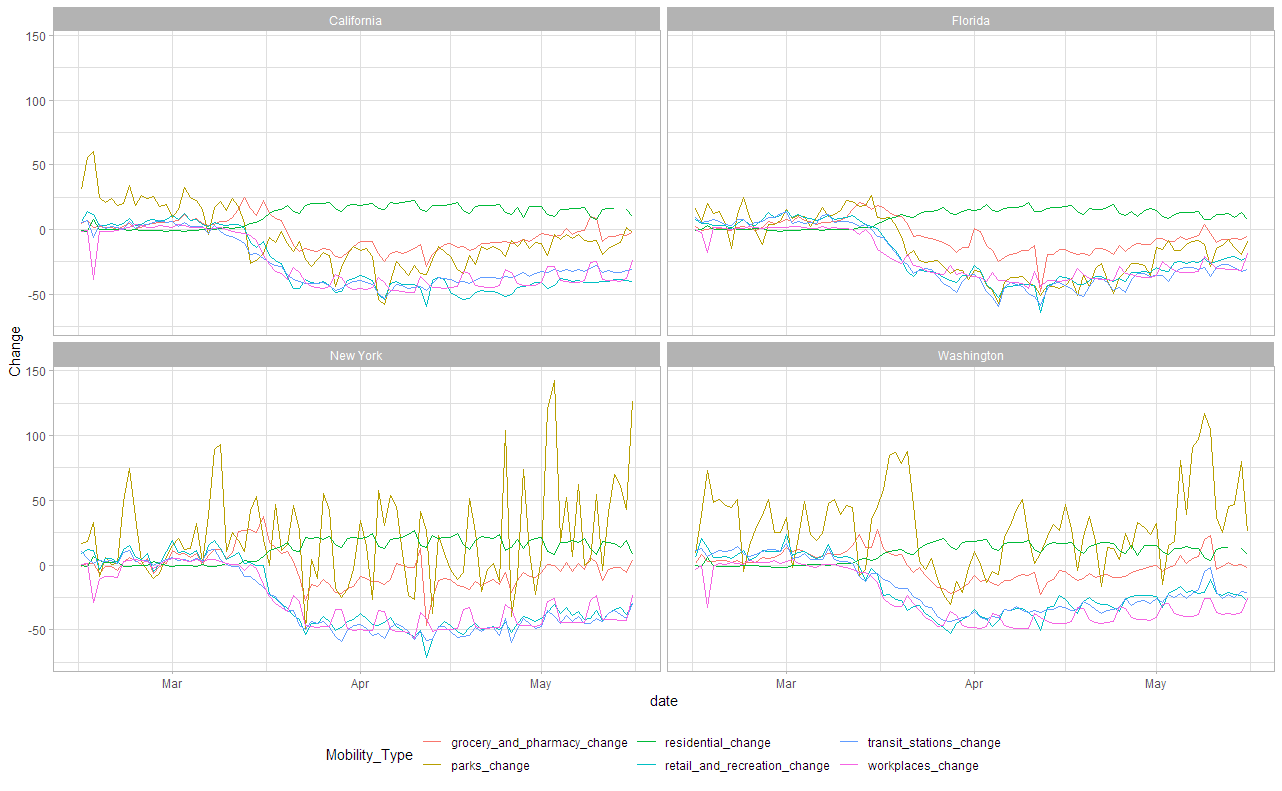 California Florida
150
100
50
0
-50
New York Washington
150
100
50
0
-50
Change
Mar Apr May Mar Apr May
date
Mobility_Type
grocery_and_pharmacy_change residential_change transit_stations_change
parks_change retail_and_recreation_change workplaces_change